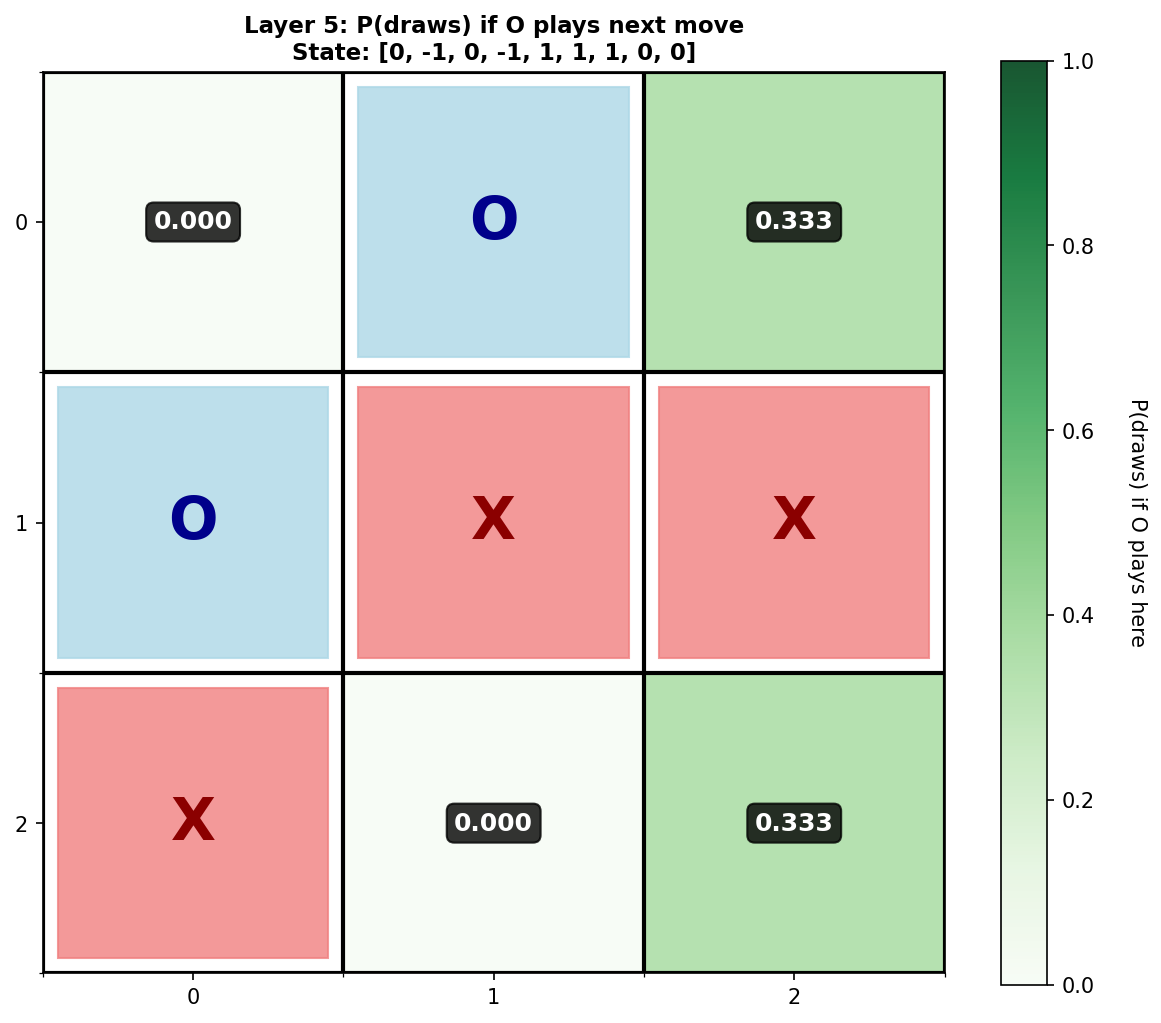 Layer 5: P(draws) if O plays next move
State: [0, -1, 0, -1, 1, 1, 1, 0, 0]
0.000
O
0.333
O
X
X
X
0.000
0.333
0
1
2
0
1
2
1.0
0.8
0.6
0.4
0.2
0.0
P(draws) if O plays here